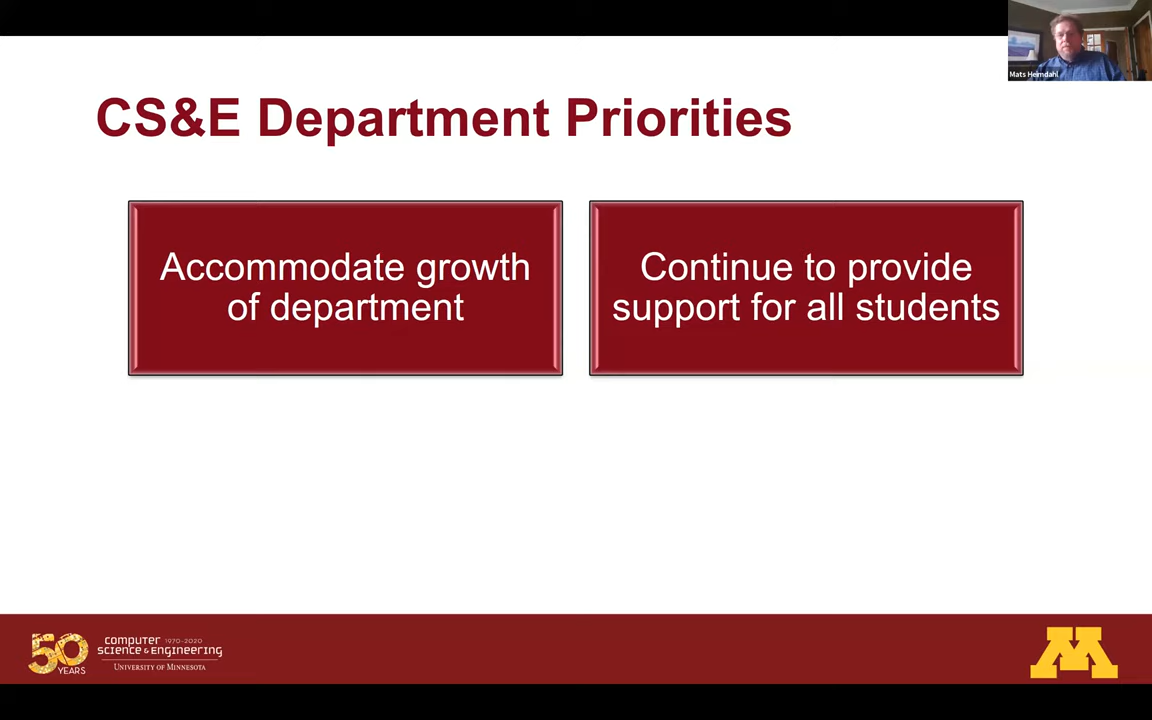 Mats Heimdahl
CS&E Department Priorities
Accommodate growth
of department
Continue to provide
support for all students
50
YEARS
computer 1970-2020
science & engineering
UNIVERSITY OF MINNESOTA
M